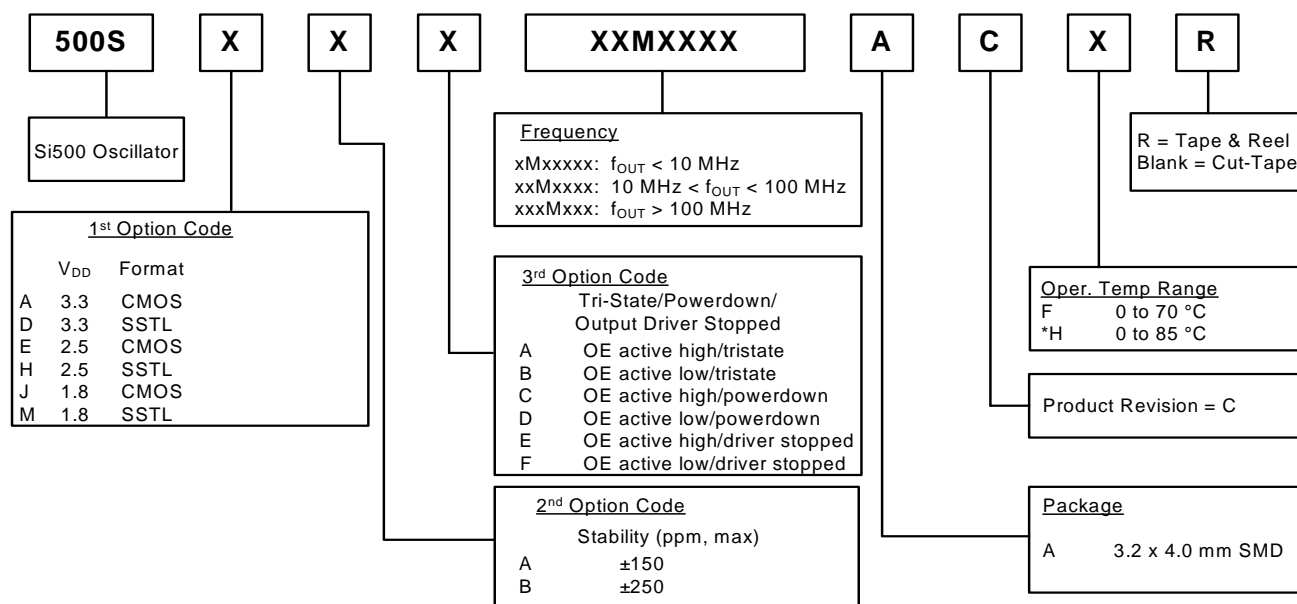 500S X X X XXMXXXX A C X R
Si500 Oscillator
1st Option Code
VDD Format
A 3.3 CMOS
D 3.3 SSTL
E 2.5 CMOS
H 2.5 SSTL
J 1.8 CMOS
M 1.8 SSTL
Frequency
xMxxxxx: fOUT < 10 MHz
xxMxxxx: 10 MHz < fOUT < 100 MHz
xxxMxxx: fOUT > 100 MHz
3rd Option Code
Tri-State/Powerdown/
Output Driver Stopped
A OE active high/tristate
B OE active low/tristate
C OE active high/powerdown
D OE active low/powerdown
E OE active high/driver stopped
F OE active low/driver stopped
2nd Option Code
Stability (ppm, max)
A ±150
B ±250
R = Tape & Reel
Blank = Cut-Tape
Oper. Temp Range
F 0 to 70 °C
*H 0 to 85 °C
Product Revision = C
Package
A 3.2 x 4.0 mm SMD